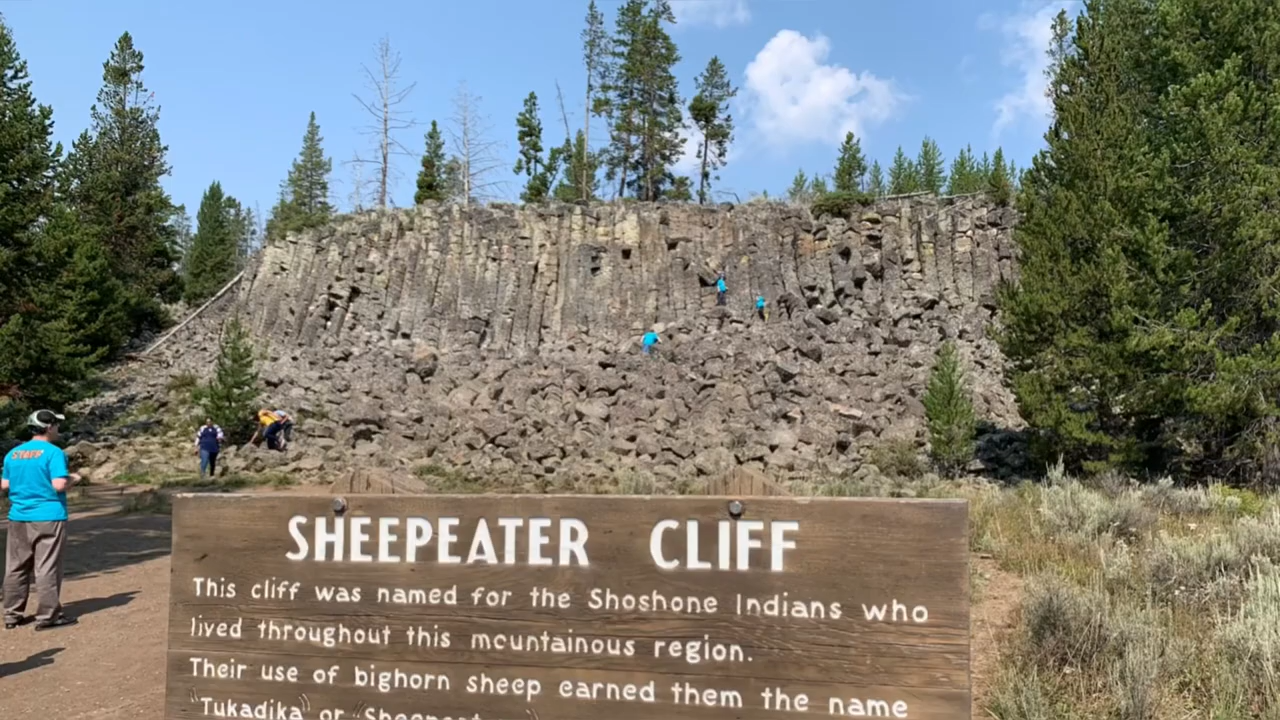 STAFF
SHEEPEATER CLIFF
This cliff was named for the Shoshone Indians who
lived throughout this mountainous region.
Their use of bighorn sheep earned them the name
"Tukadika" or